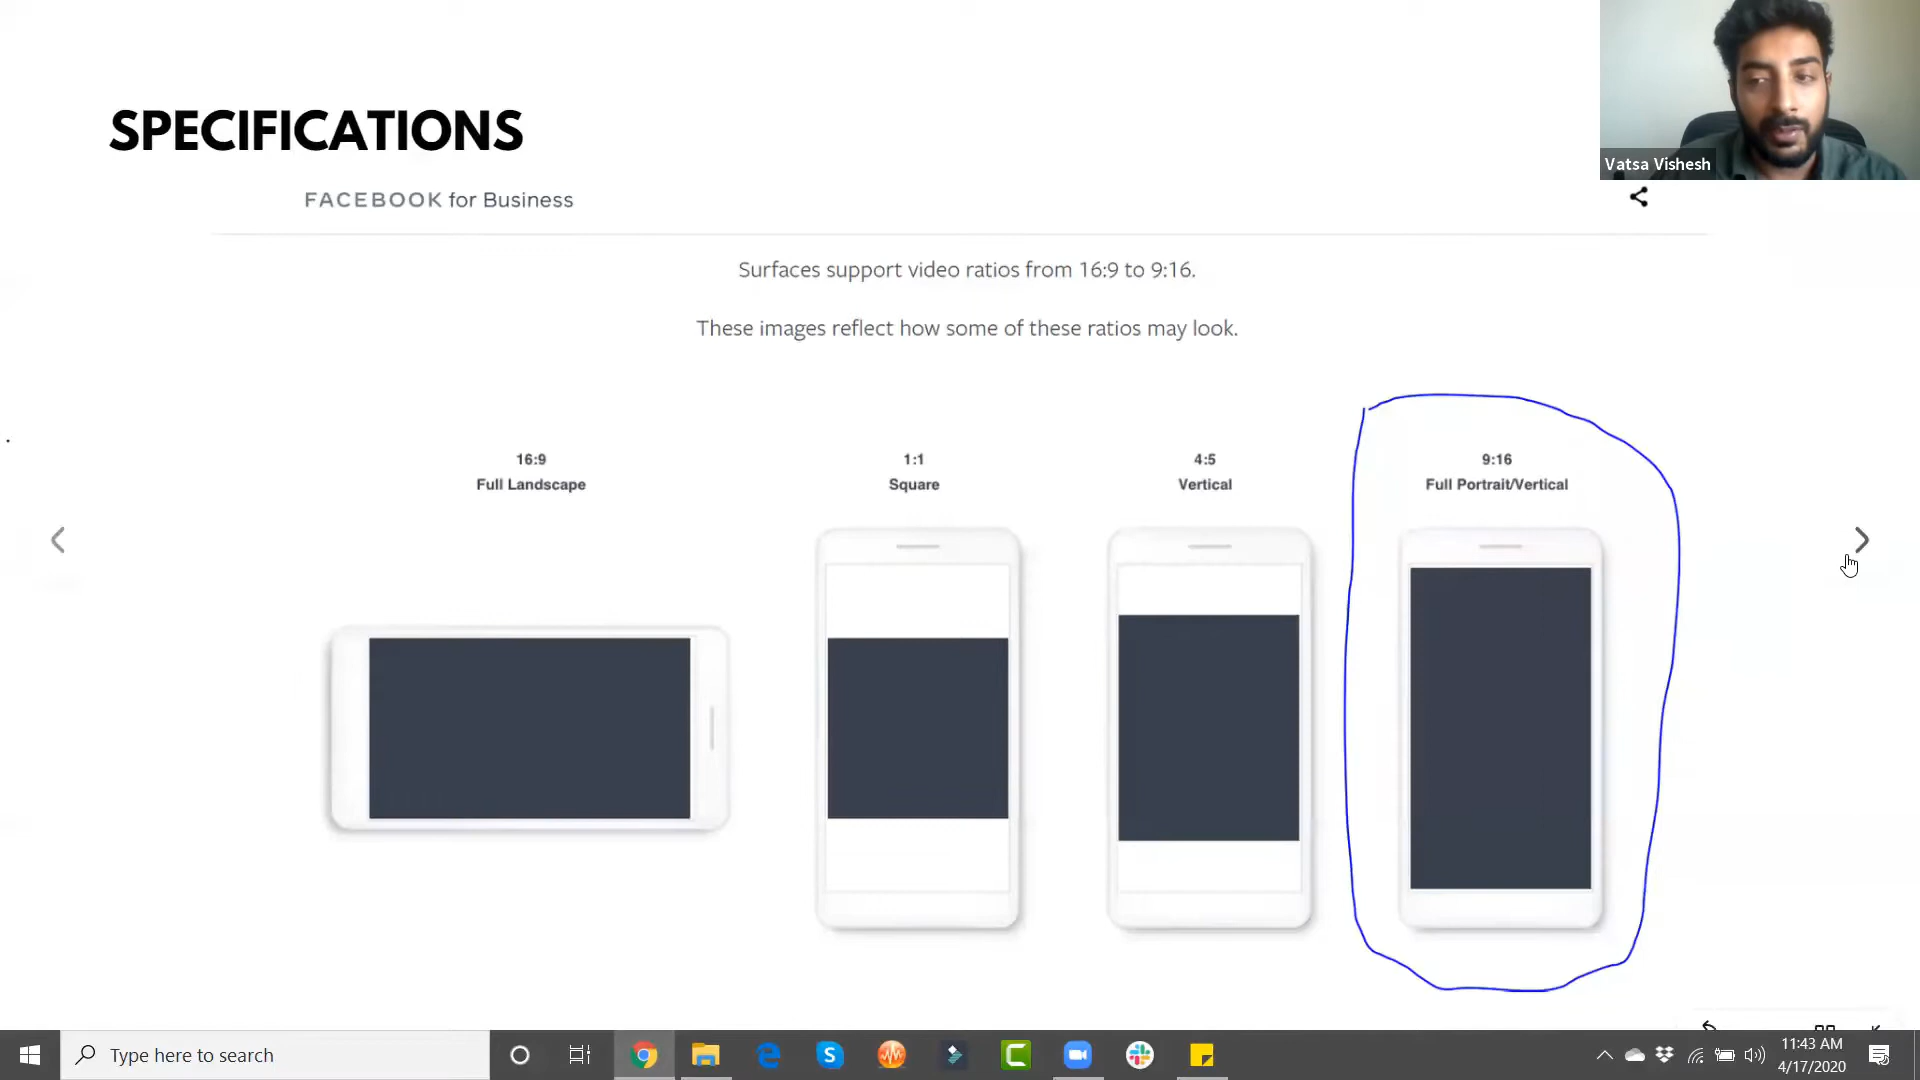 SPECIFICATIONS
Vatsa Vishesh
FACEBOOK for Business
Surfaces support video ratios from 16:9 to 9:16.
These images reflect how some of these ratios may look.
16:9
Full Landscape
1:1
Square
4:5
Vertical
9:16
Full Portrait/Vertical
Type here to search
11:43 AM
4/17/2020